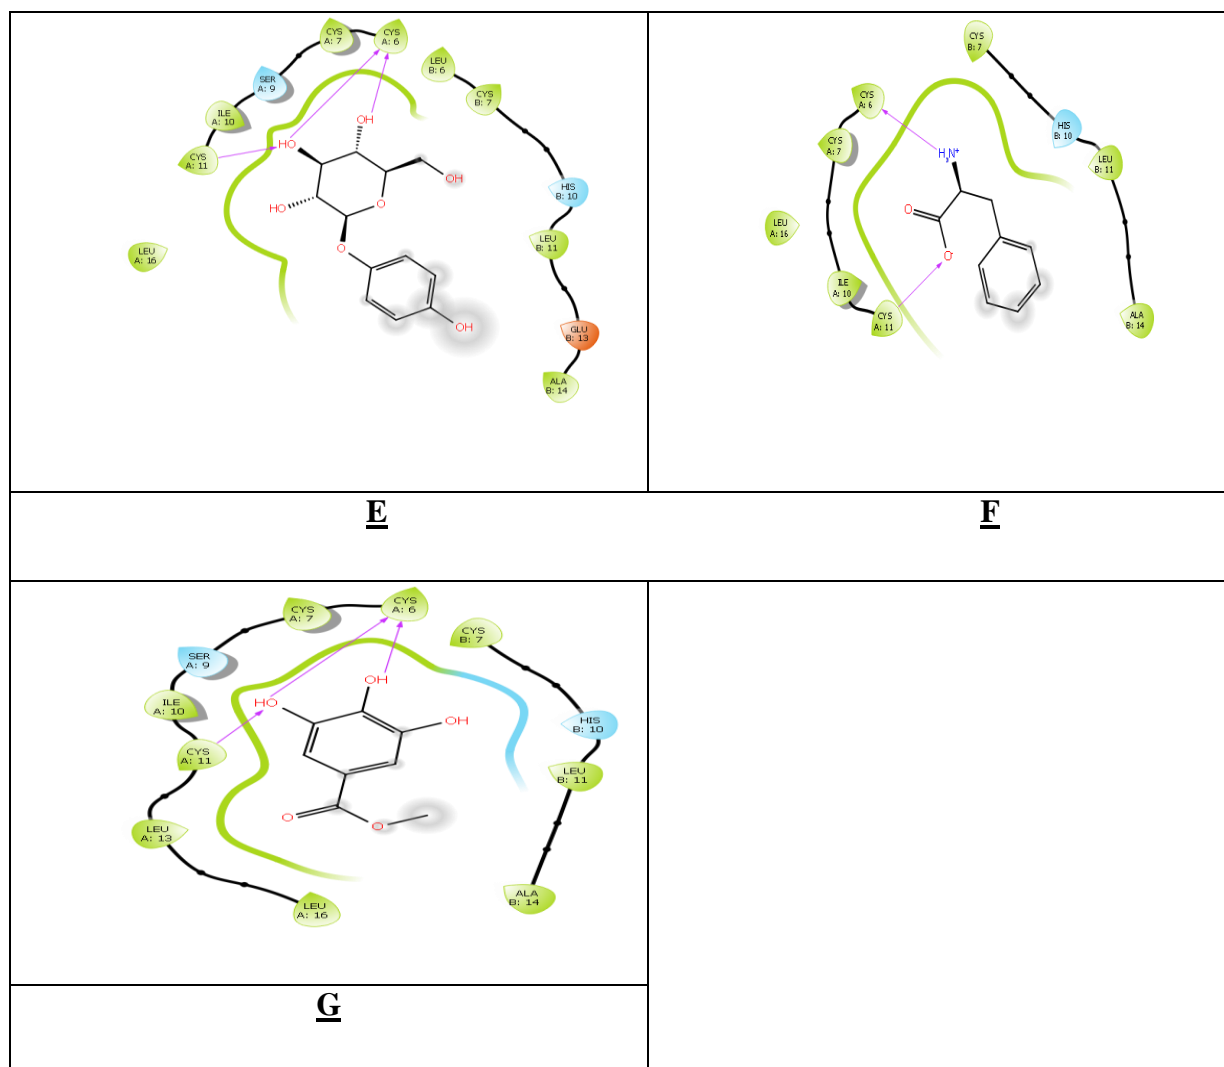 CYS
A: 7
CYS
A: 6
SER
A: 9
ILE
A: 10
CYS
A: 11
LEU
A: 16
LEU
B: 6
CYS
B: 7
HIS
B: 10
LEU
B: 11
GLU
B: 13
ALA
B: 14
OH
HO
HO
O
OH
O
OH
E
CYS
B: 7
CYS
A: 6
CYS
A: 7
LEU
A: 16
ILE
A: 10
CYS
A: 11
HIS
B: 10
LEU
B: 11
ALA
B: 14
H3N+
O
O-
F
CYS
A: 7
CYS
A: 6
SER
A: 9
ILE
A: 10
CYS
A: 11
LEU
A: 13
LEU
A: 16
CYS
B: 7
HIS
B: 10
LEU
B: 11
ALA
B: 14
OH
HO
OH
O
O
G